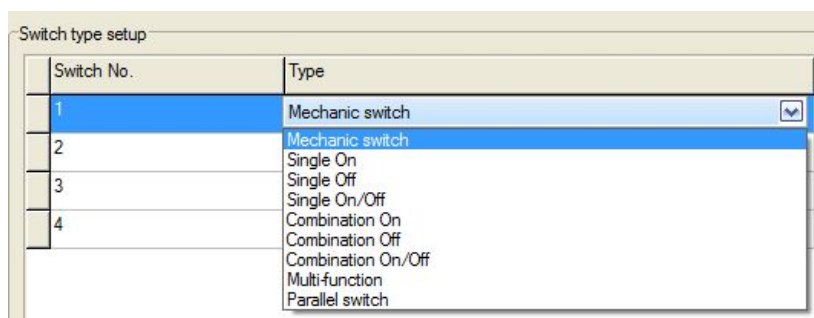 Switch type setup
Switch No. Type
1 Mechanic switch
Mechanic switch
2
Single On
Single Off
3
Single On/Off
4
Combination On
Combination Off
Combination On/Off
Multi-function
Parallel switch